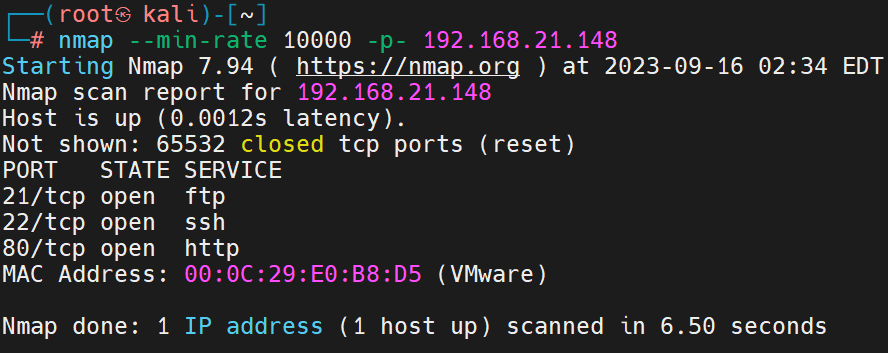 ┌──(root㉿kali)-[~]
└─# nmap --min-rate 10000 -p- 192.168.21.148
Starting Nmap 7.94 ( https://nmap.org ) at 2023-09-16 02:34 EDT
Nmap scan report for 192.168.21.148
Host is up (0.0012s latency).
Not shown: 65532 closed tcp ports (reset)
PORT   STATE SERVICE
21/tcp open  ftp
22/tcp open  ssh
80/tcp open  http
MAC Address: 00:0C:29:E0:B8:D5 (VMware)

Nmap done: 1 IP address (1 host up) scanned in 6.50 seconds